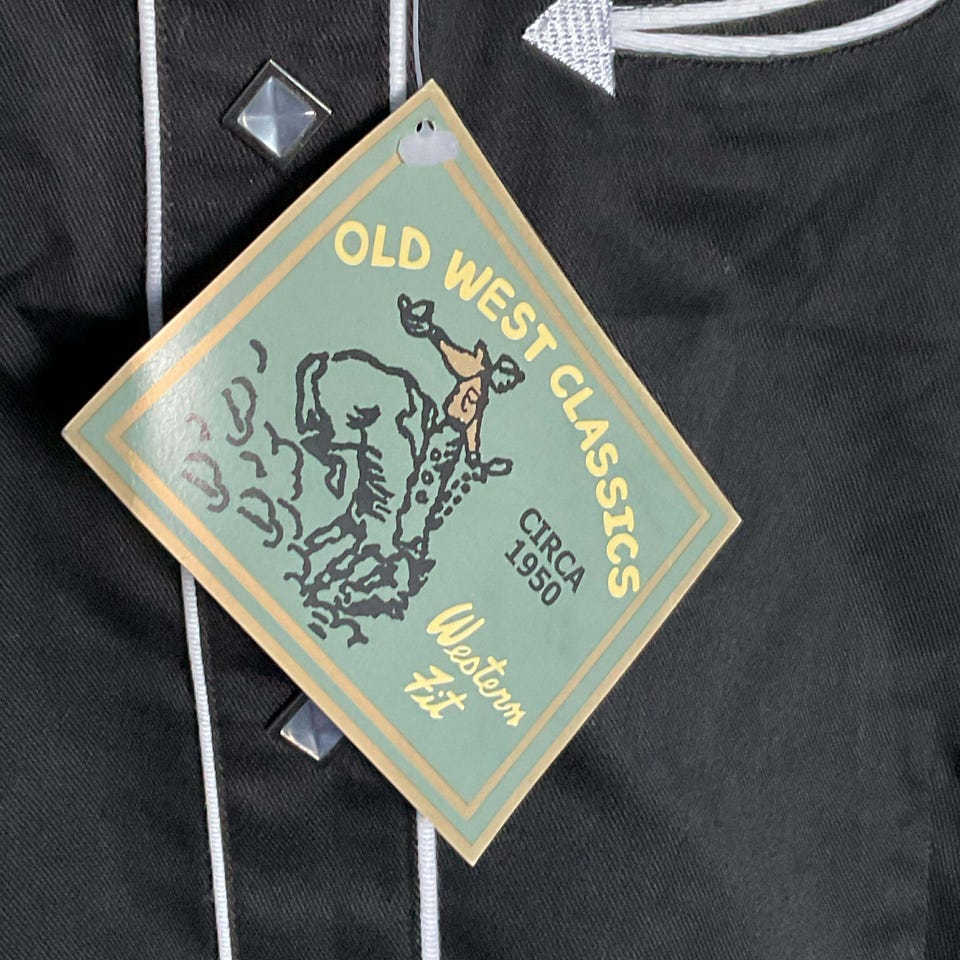 OLD WEST CLASSICS
CIRCA
1950
Western
Fit